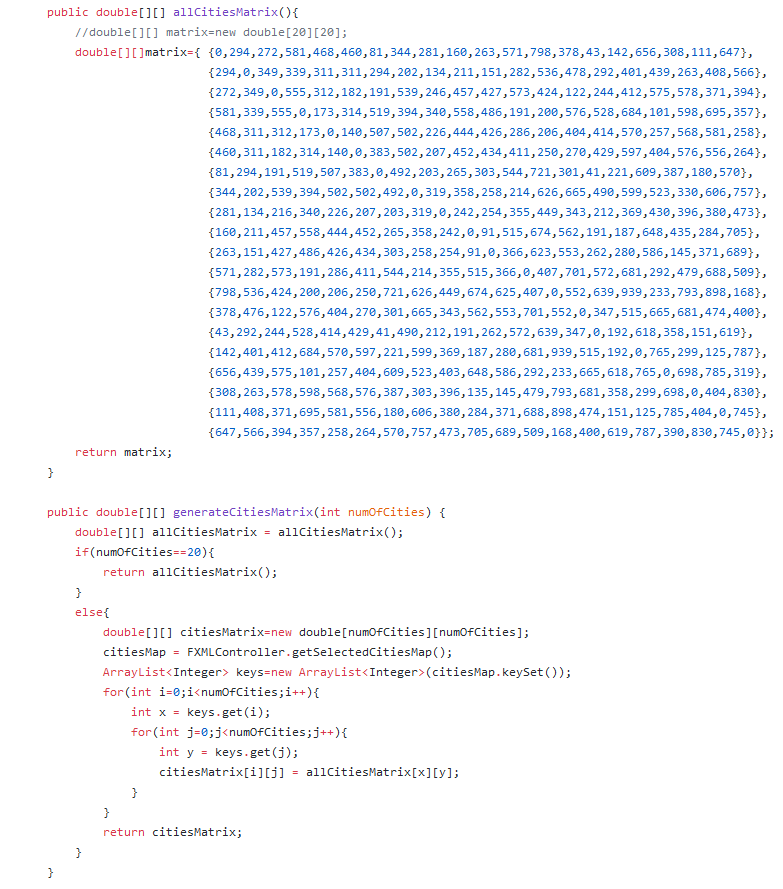 public double[][] allCitiesMatrix(){
//double[][] matrix=new double[20][20];
double[][]matrix={ {0,294,272,581,468,460,81,344,281,160,263,571,798,378,43,142,656,308,111,647},
{294,0,349,339,311,311,294,202,134,211,151,282,536,478,292,401,439,263,408,566},
{272,349,0,555,312,182,191,539,246,457,427,573,424,122,244,412,575,578,371,394},
{581,339,555,0,173,314,519,394,340,558,486,191,200,576,528,684,101,598,695,357},
{468,311,312,173,0,140,507,502,226,444,426,286,206,404,414,570,257,568,581,258},
{460,311,182,314,140,0,383,502,207,452,434,411,250,270,429,597,404,576,556,264},
{81,294,191,519,507,383,0,492,203,265,303,544,721,301,41,221,609,387,180,570},
{344,202,539,394,502,502,492,0,319,358,258,214,626,665,490,599,523,330,606,757},
{281,134,216,340,226,207,203,319,0,242,254,355,449,343,212,369,430,396,380,473},
{160,211,457,558,444,452,265,358,242,0,91,515,674,562,191,187,648,435,284,705},
{263,151,427,486,426,434,303,258,254,91,0,366,623,553,262,280,586,145,371,689},
{571,282,573,191,286,411,544,214,355,515,366,0,407,701,572,681,292,479,688,509},
{798,536,424,200,206,250,721,626,449,674,625,407,0,552,639,939,233,793,898,168},
{378,476,122,576,404,270,301,665,343,562,553,701,552,0,347,515,665,681,474,400},
{43,292,244,528,414,429,41,490,212,191,262,572,639,347,0,192,618,358,151,619},
{142,401,412,684,570,597,221,599,369,187,280,681,939,515,192,0,765,299,125,787},
{656,439,575,101,257,404,609,523,403,648,586,292,233,665,618,765,0,698,785,319},
{308,263,578,598,568,576,387,303,396,135,145,479,793,681,358,299,698,0,404,830},
{111,408,371,695,581,556,180,606,380,284,371,688,898,474,151,125,785,404,0,745},
{647,566,394,357,258,264,570,757,473,705,689,509,168,400,619,787,390,830,745,0}};
return matrix;
}
public double[][] generateCitiesMatrix(int numOfCities) {
double[][] allCitiesMatrix = allCitiesMatrix();
if(numOfCities==20){
return allCitiesMatrix();
}
else{
double[][] citiesMatrix=new double[numOfCities][numOfCities];
citiesMap = FXMLController.getSelectedCitiesMap();
ArrayList<Integer> keys=new ArrayList<Integer>(citiesMap.keySet());
for(int i=0;i<numOfCities;i++){
int x = keys.get(i);
for(int j=0;j<numOfCities;j++){
int y = keys.get(j);
citiesMatrix[i][j] = allCitiesMatrix[x][y];
}
}
return citiesMatrix;
}
}